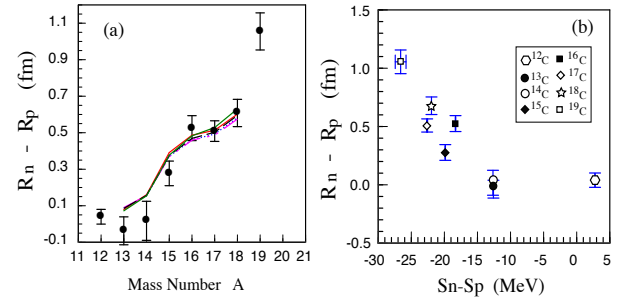 (a)
1.1
0.9
0.7
0.5
0.3
0.1
-0.1
Rn - Rp (fm)
11 12 13 14 15 16 17 18 19 20 21
Mass Number A
(b)
12C 16C
13C 17C
14C 18C
15C 19C
1.5
1.0
0.5
0.0
-0.5
Rn - Rp (fm)
-30 -25 -20 -15 -10 -5 0 5
Sn-Sp (MeV)